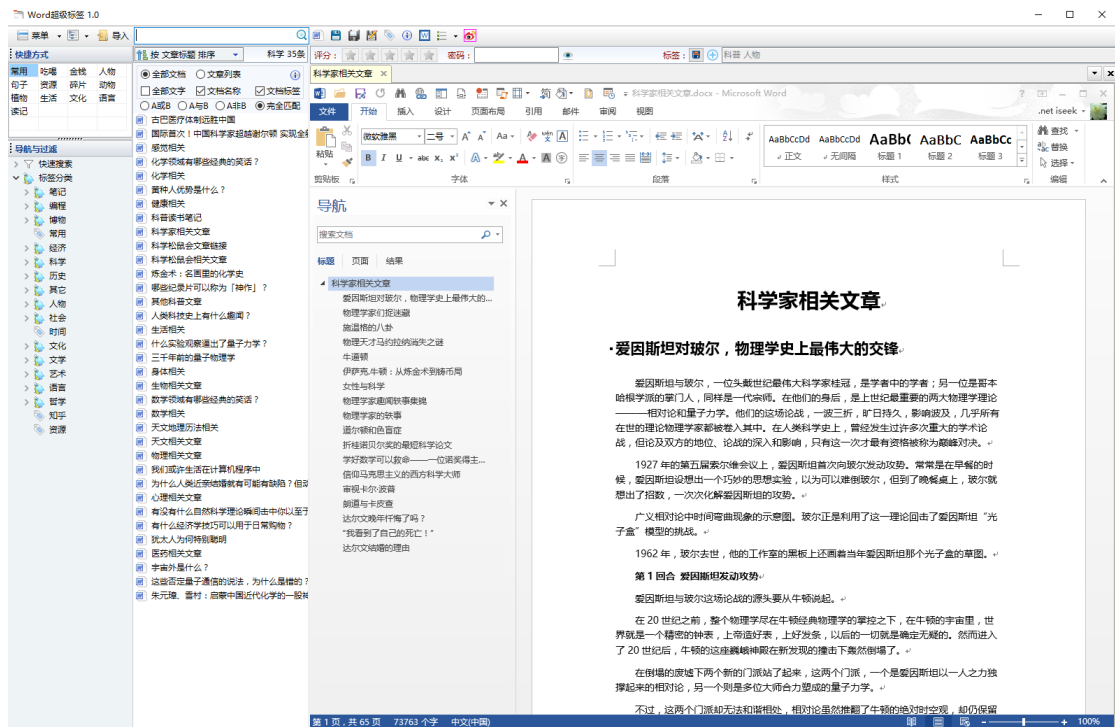 Word超级标签 1.0
菜单
导入
快捷方式
常用 吃喝 金钱 人物
句子 资源 碎片 动物
植物 生活 文化 语言
读记
导航与过滤
快速搜索
标签分类
笔记
编程
博物
常用
经济
科学
历史
其它
人物
社会
时间
文化
文学
艺术
语言
哲学
知乎
资源
按 文章标题 排序 科学 35条
全部文档 文章列表
全部文字 文档名称 文档标签
A或B A与B A非B 完全匹配
古巴医疗体制远胜中国
国际首次！中国科学家超越谢尔顿 实现全
感觉相关
化学领域有哪些经典的笑话？
化学相关
黄种人优势是什么？
健康相关
科普读书笔记
科学家相关文章
科学松鼠会文章链接
科学松鼠会相关文章
炼金术：名画里的化学史
哪些纪录片可以称为「神作」？
其他科普文章
人类科技史上有什么趣闻？
生活相关
什么实验观察逼出了量子力学？
三千年前的量子物理学
身体相关
生物相关文章
数学领域有哪些经典的笑话？
数学相关
天文地理历法相关
天文相关文章
物理相关文章
我们或许生活在计算机程序中
为什么人类近亲结婚就有可能有缺陷？但动
心理相关文章
有没有什么自然科学理论瞬间击中你以至于
有什么经济学技巧可以用于日常购物？
犹太人为何特别聪明
医药相关文章
宇宙外是什么？
这些否定量子通信的说法，为什么是错的？
朱元璋、雪村：启蒙中国近代化学的一股神
评分： 密码： 标签： 科普 人物
科学家相关文章
科学家相关文章.docx - Microsoft Word
文件 开始 插入 设计 页面布局 引用 邮件 审阅 视图 .net iseek
粘贴
剪贴板
微软雅黑 二号
字体
段落
AaBbCcDd AaBbCcDd AaBb( AaBbC AaBbCc
正文 无间隔 标题 1 标题 2 标题 3
样式
查找
替换
选择
编辑
导航
搜索文档
标题 页面 结果
科学家相关文章
爱因斯坦对玻尔，物理学史上最伟大的...
物理学家们捉迷藏
施温格的八卦
物理天才马约拉纳消失之谜
牛逼顿
伊萨克.牛顿：从炼金术到铸币局
女性与科学
物理学家趣闻轶事集锦
物理学家的轶事
道尔顿和色盲症
折桂诺贝尔奖的最短科学论文
学好数学可以救命——一位诺奖得主...
信仰马克思主义的西方科学大师
审视卡尔·波普
朗道与卡皮查
达尔文晚年忏悔了吗？
“我看到了自己的死亡！”
达尔文结婚的理由
科学家相关文章
爱因斯坦对玻尔，物理学史上最伟大的交锋
爱因斯坦与玻尔，一位头戴世纪最伟大科学家桂冠，是学者中的学者；另一位是哥本
哈根学派的掌门人，同样是一代宗师。在他们的身后，是上世纪最重要的两大物理学理论
———相对论和量子力学。他们的这场论战，一波三折，旷日持久，影响波及，几乎所有
在世的理论物理学家都被卷入其中。在人类科学史上，曾经发生过许多次重大的学术论
战，但论及双方的地位、论战的深入和影响，只有这一次才最有资格被称为巅峰对决。
1927 年的第五届索尔维会议上，爱因斯坦首次向玻尔发动攻势。常常是在早餐的时
候，爱因斯坦设想出一个巧妙的思想实验，以为可以难倒玻尔，但到了晚餐桌上，玻尔就
想出了招数，一次次化解爱因斯坦的攻势。
广义相对论中时间弯曲现象的示意图。玻尔正是利用了这一理论回击了爱因斯坦“光
子盒”模型的挑战。
1962 年，玻尔去世，他的工作室的黑板上还画着当年爱因斯坦那个光子盒的草图。
第 1 回合 爱因斯坦发动攻势
爱因斯坦与玻尔这场论战的源头要从牛顿说起。
在 20 世纪之前，整个物理学尽在牛顿经典物理学的掌控之下，在牛顿的宇宙里，世
界就是一个精密的钟表，上帝造好表，上好发条，以后的一切就是确定无疑的。然而进入
了 20 世纪后，牛顿的这座巍峨神殿在新发现的撞击下轰然倒塌了。
在倒塌的废墟下两个新的门派站了起来，这两个门派，一个是爱因斯坦以一人之力独
撑起来的相对论，另一个则是多位大师合力塑成的量子力学。
不过，这两个门派却无法和谐相处，相对论虽然推翻了牛顿的绝对时空观，却仍保留
第 1 页，共 65 页 73763 个字 中文(中国) 100%